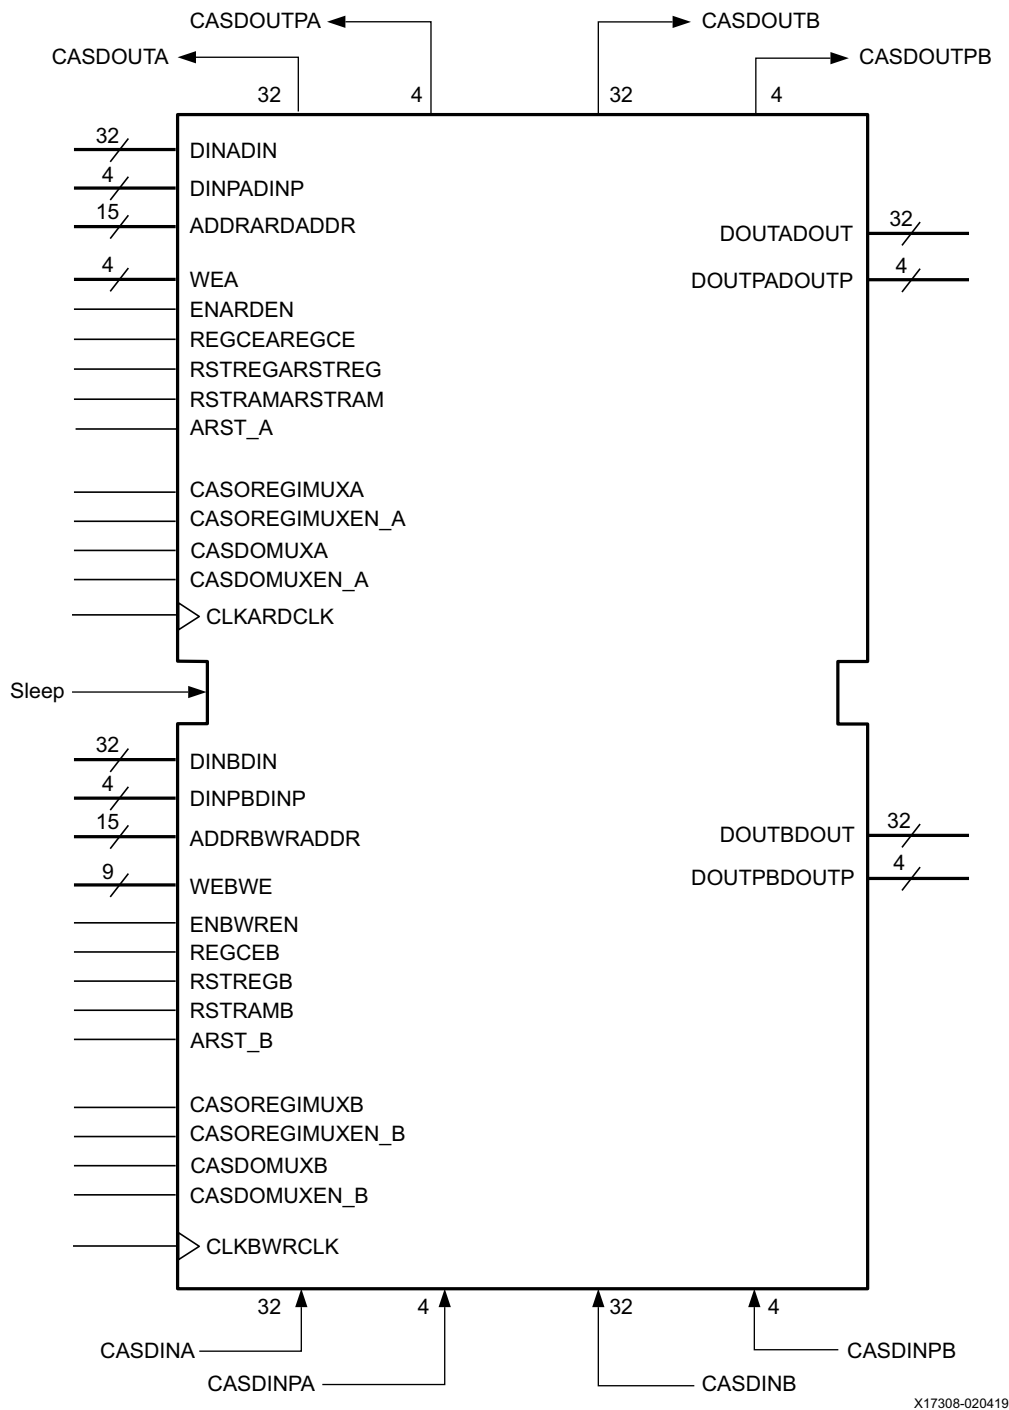 CASDOUTPA
CASDOUTB
CASDOUTA
CASDOUTPB
32
4
32
4
32
DINADIN
4
DINPADINP
15
ADDRARDADDR
32
DOUTADOUT
4
WEA
4
DOUTPADOUTP
ENARDEN
REGCEAREGCE
RSTREGARSTREG
RSTRAMARSTRAM
ARST_A
CASOREGIMUXA
CASOREGIMUXEN_A
CASDOMUXA
CASDOMUXEN_A
CLKARDCLK
Sleep
32
DINBDIN
4
DINPBDINP
15
ADDRBWRADDR
32
DOUTBDOUT
9
WEBWE
4
DOUTPBDOUTP
ENBWREN
REGCEB
RSTREGB
RSTRAMB
ARST_B
CASOREGIMUXB
CASOREGIMUXEN_B
CASDOMUXB
CASDOMUXEN_B
CLKBWRCLK
32
4
32
4
CASDINA
CASDINPB
CASDINPA
CASDINB
X17308-020419